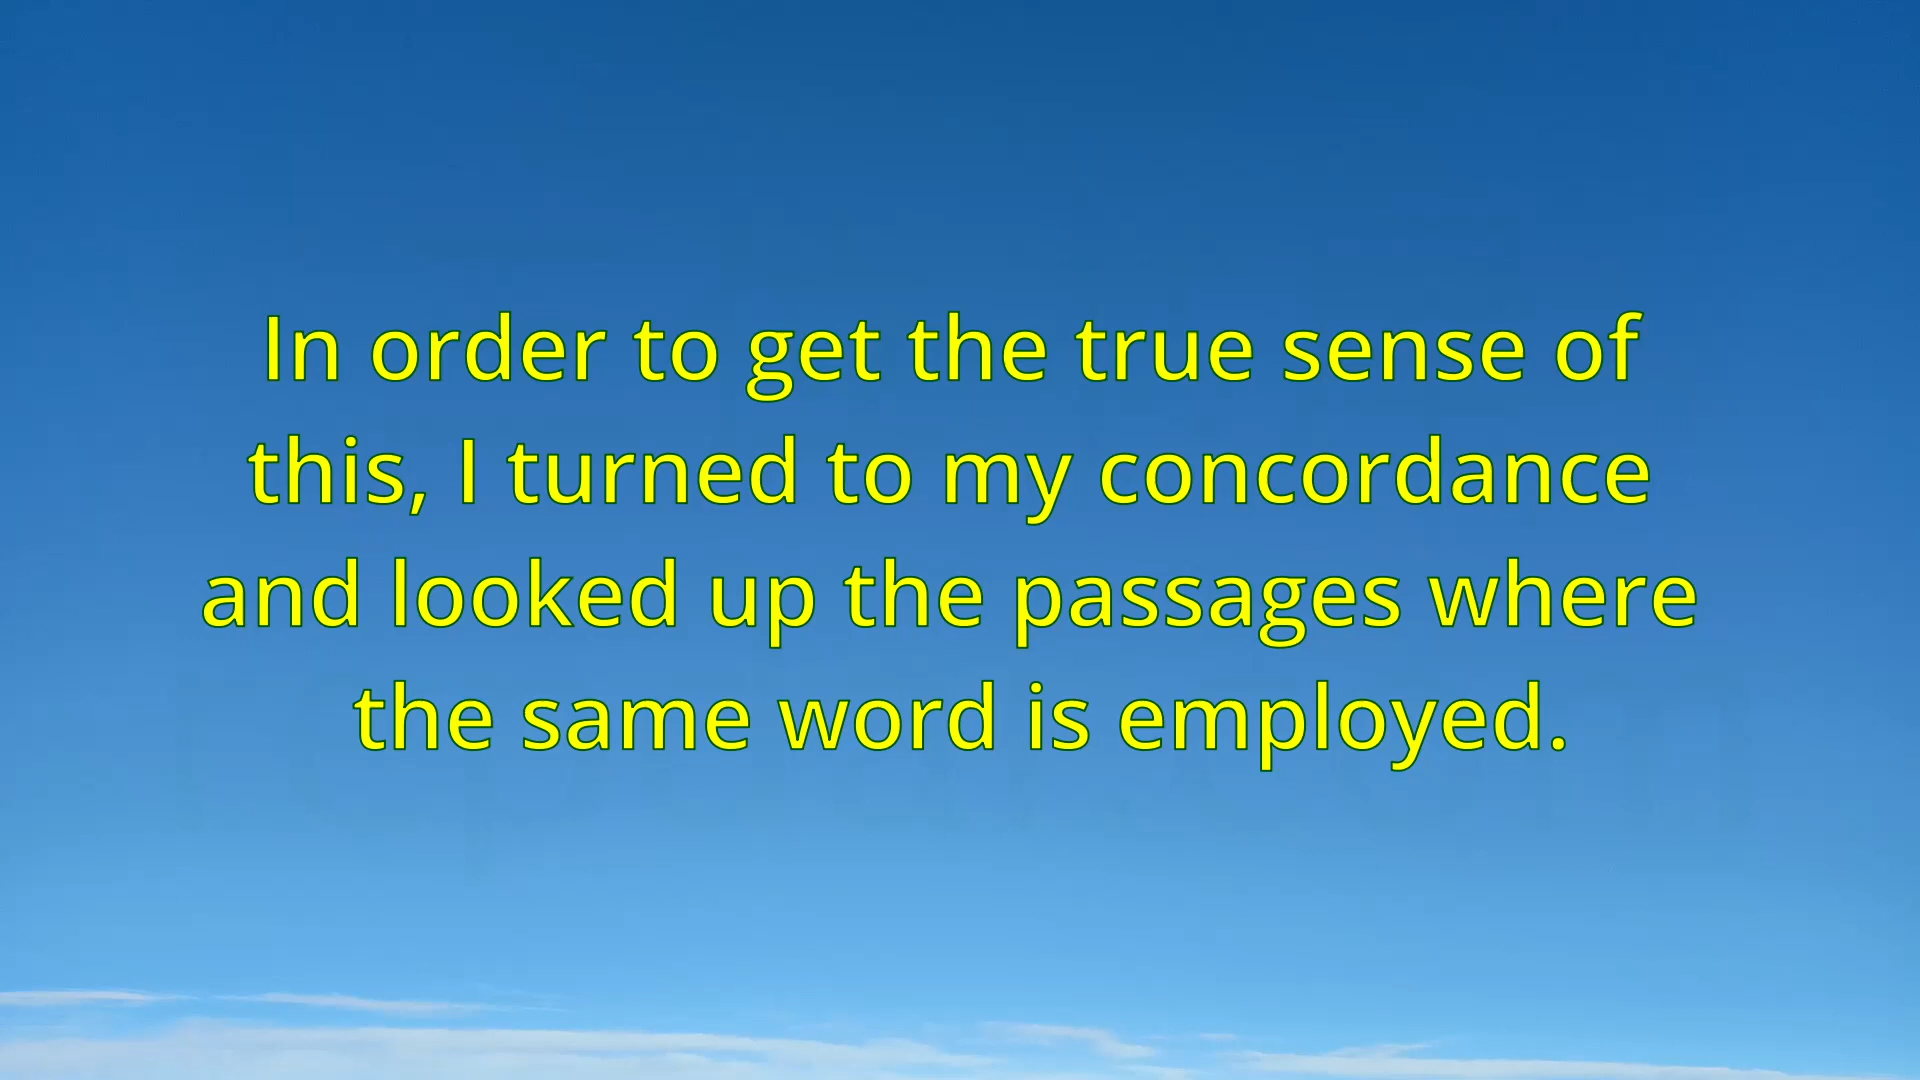 In order to get the true sense of
this, I turned to my concordance
and looked up the passages where
the same word is employed.